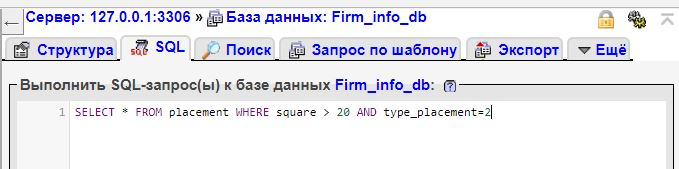 Сервер: 127.0.0.1:3306 » База данных: Firm_info_db
Структура SQL Поиск Запрос по шаблону Экспорт Ещё
Выполнить SQL-запрос(ы) к базе данных Firm_info_db:
1 SELECT * FROM placement WHERE square > 20 AND type_placement=2